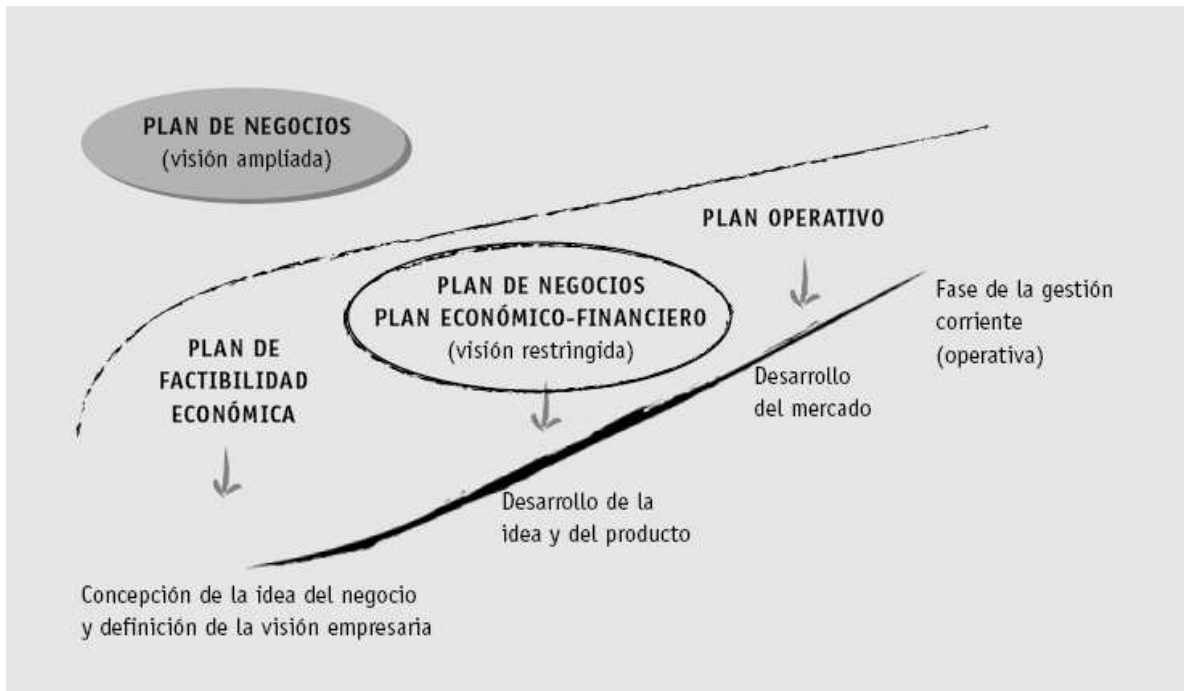 PLAN DE NEGOCIOS
(visión ampliada)
PLAN OPERATIVO
PLAN DE NEGOCIOS
PLAN ECONÓMICO-FINANCIERO
(visión restringida)
PLAN DE
FACTIBILIDAD
ECONÓMICA
Fase de la gestión
corriente
(operativa)
Desarrollo
del mercado
Desarrollo de la
idea y del producto
Concepción de la idea del negocio
y definición de la visión empresaria